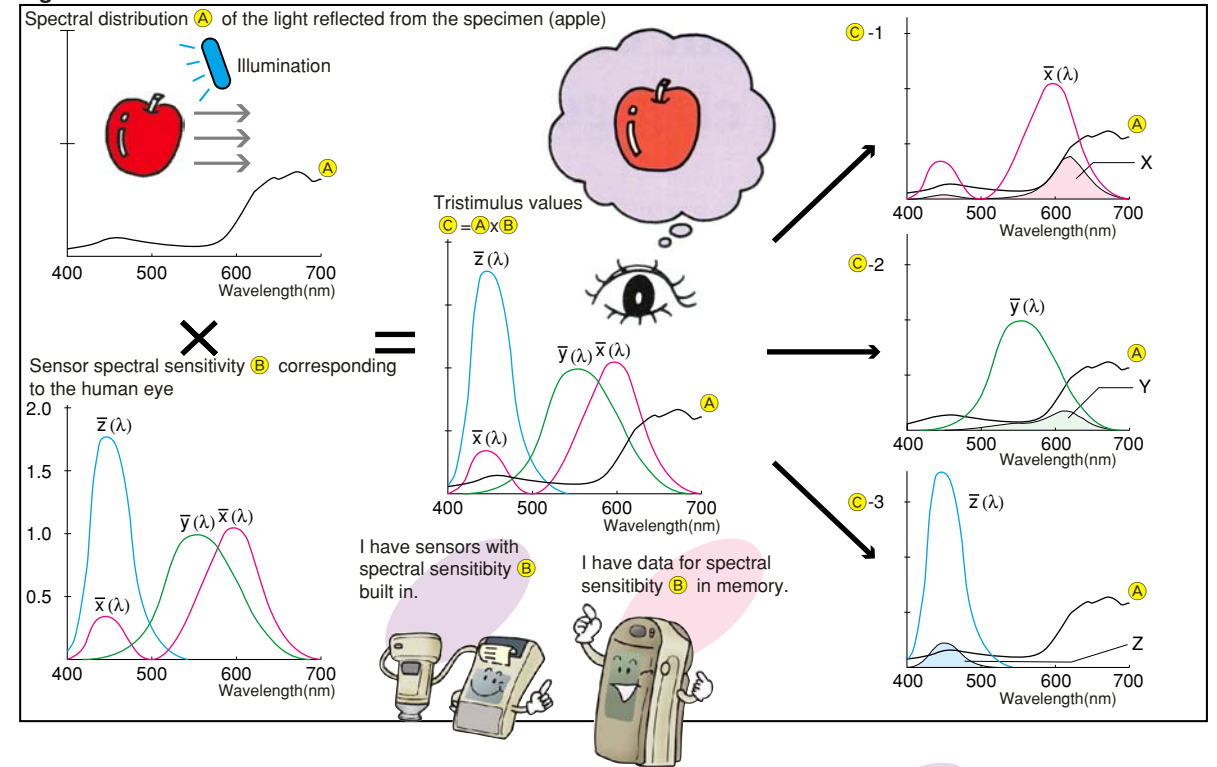 Spectral distribution A of the light reflected from the specimen (apple)
Illumination
A
400 500 600 700
Wavelength(nm)
×
Sensor spectral sensitivity B corresponding
to the human eye
2.0
1.5
1.0
0.5
z̅(λ)
y̅(λ) x̅(λ)
x̅(λ)
400 500 600 700
Wavelength(nm)
=
Tristimulus values
C=AxB
z̅(λ)
y̅(λ) x̅(λ)
x̅(λ)
A
400 500 600 700
Wavelength(nm)
I have sensors with
spectral sensitibity B
built in.
I have data for spectral
sensitibity B in memory.
C-1
x̅(λ)
A
X
400 500 600 700
Wavelength(nm)
C-2
y̅(λ)
A
Y
400 500 600 700
Wavelength(nm)
C-3
z̅(λ)
A
Z
400 500 600 700
Wavelength(nm)